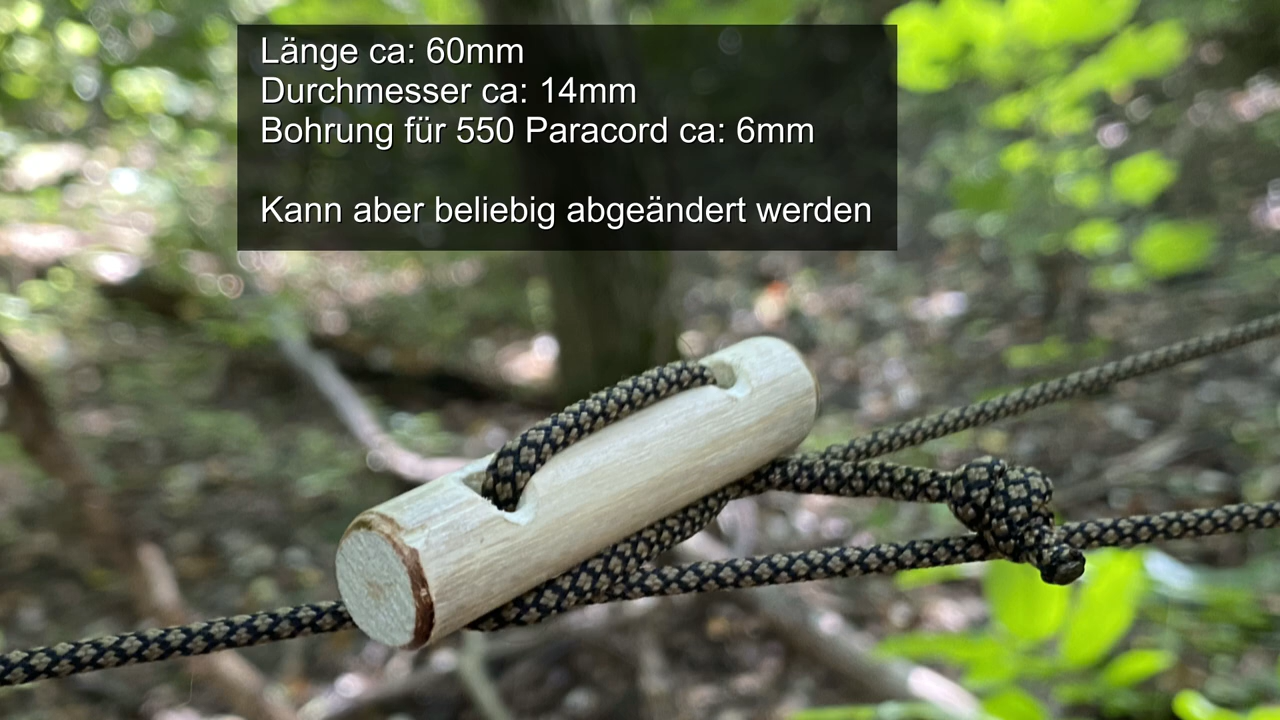 Länge ca: 60mm
Durchmesser ca: 14mm
Bohrung für 550 Paracord ca: 6mm
Kann aber beliebig abgeändert werden